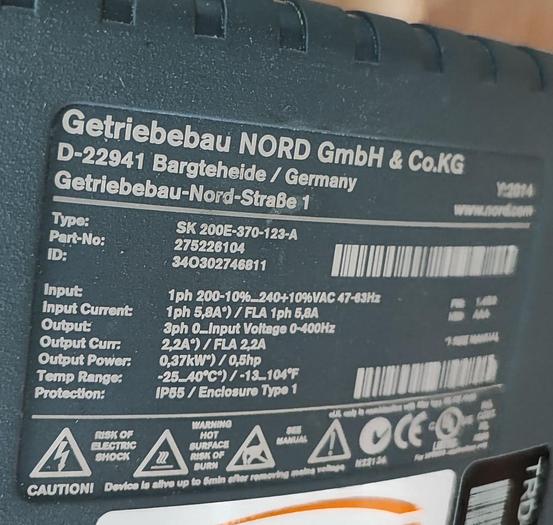 Getriebebau NORD GmbH & Co.KG
D-22941 Bargteheide / Germany
Y:2014
Getriebebau-Nord-Straße 1
www.nord.com
Type: SK 200E-370-123-A
Part-No: 275226104
ID: 34O302746811
Input: 1ph 200-10%...240+10%VAC 47-63Hz
Input Current: 1ph 5,8A*) / FLA 1ph 5,8A
Output: 3ph 0...Input Voltage 0-400Hz
Output Curr: 2,2A*) / FLA 2,2A
Output Power: 0,37kW*) / 0,5hp
Temp Range: -25...40°C*) / -13...104°F
Protection: IP55 / Enclosure Type 1
RISK OF
ELECTRIC
SHOCK
WARNING
HOT
SURFACE
RISK OF
BURN
SEE
MANUAL
N23134
CE
CAUTION! Device is alive up to 5min after removing mains voltage